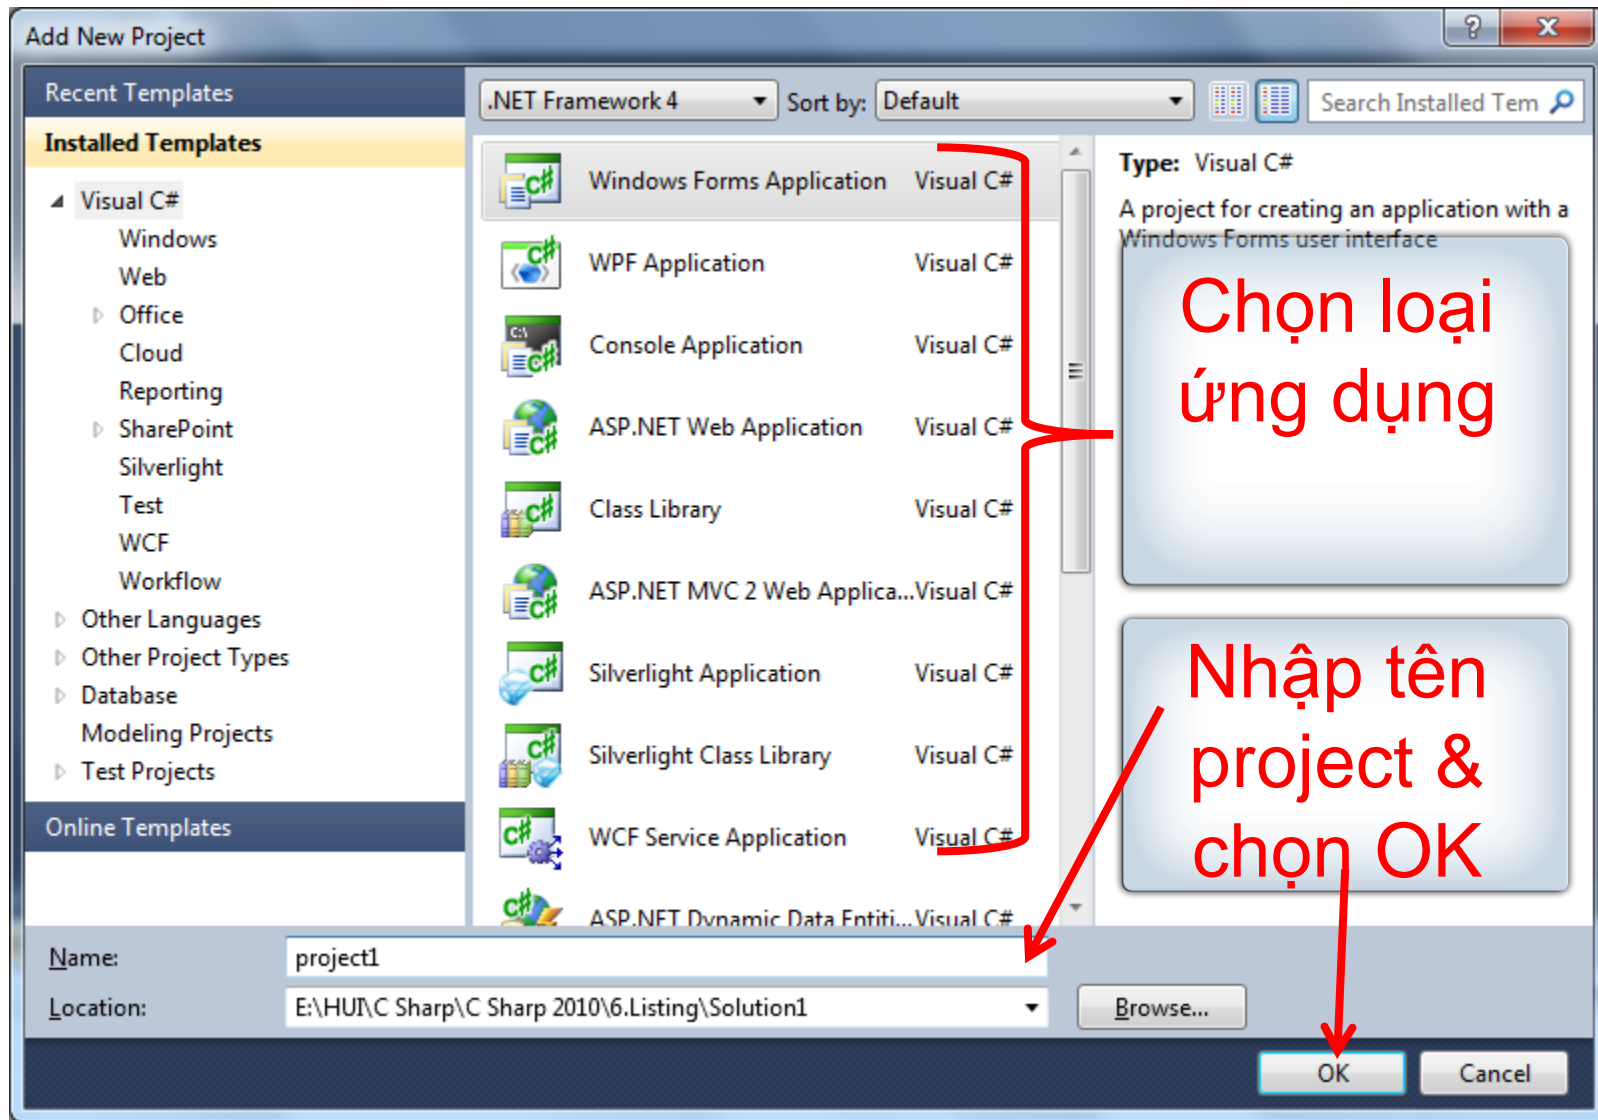 Add New Project
?
X
Recent Templates
Installed Templates
Visual C#
Windows
Web
Office
Cloud
Reporting
SharePoint
Silverlight
Test
WCF
Workflow
Other Languages
Other Project Types
Database
Modeling Projects
Test Projects
Online Templates
.NET Framework 4
Sort by: Default
Search Installed Tem
Windows Forms Application Visual C#
WPF Application Visual C#
Console Application Visual C#
ASP.NET Web Application Visual C#
Class Library Visual C#
ASP.NET MVC 2 Web Applica...Visual C#
Silverlight Application Visual C#
Silverlight Class Library Visual C#
WCF Service Application Visual C#
ASP.NET Dynamic Data Entiti...Visual C#
Type: Visual C#
A project for creating an application with a
Windows Forms user interface
Chọn loại
ứng dụng
Nhập tên
project &
chọn OK
Name: project1
Location: E:\HUI\C Sharp\C Sharp 2010\6.Listing\Solution1
Browse...
OK
Cancel